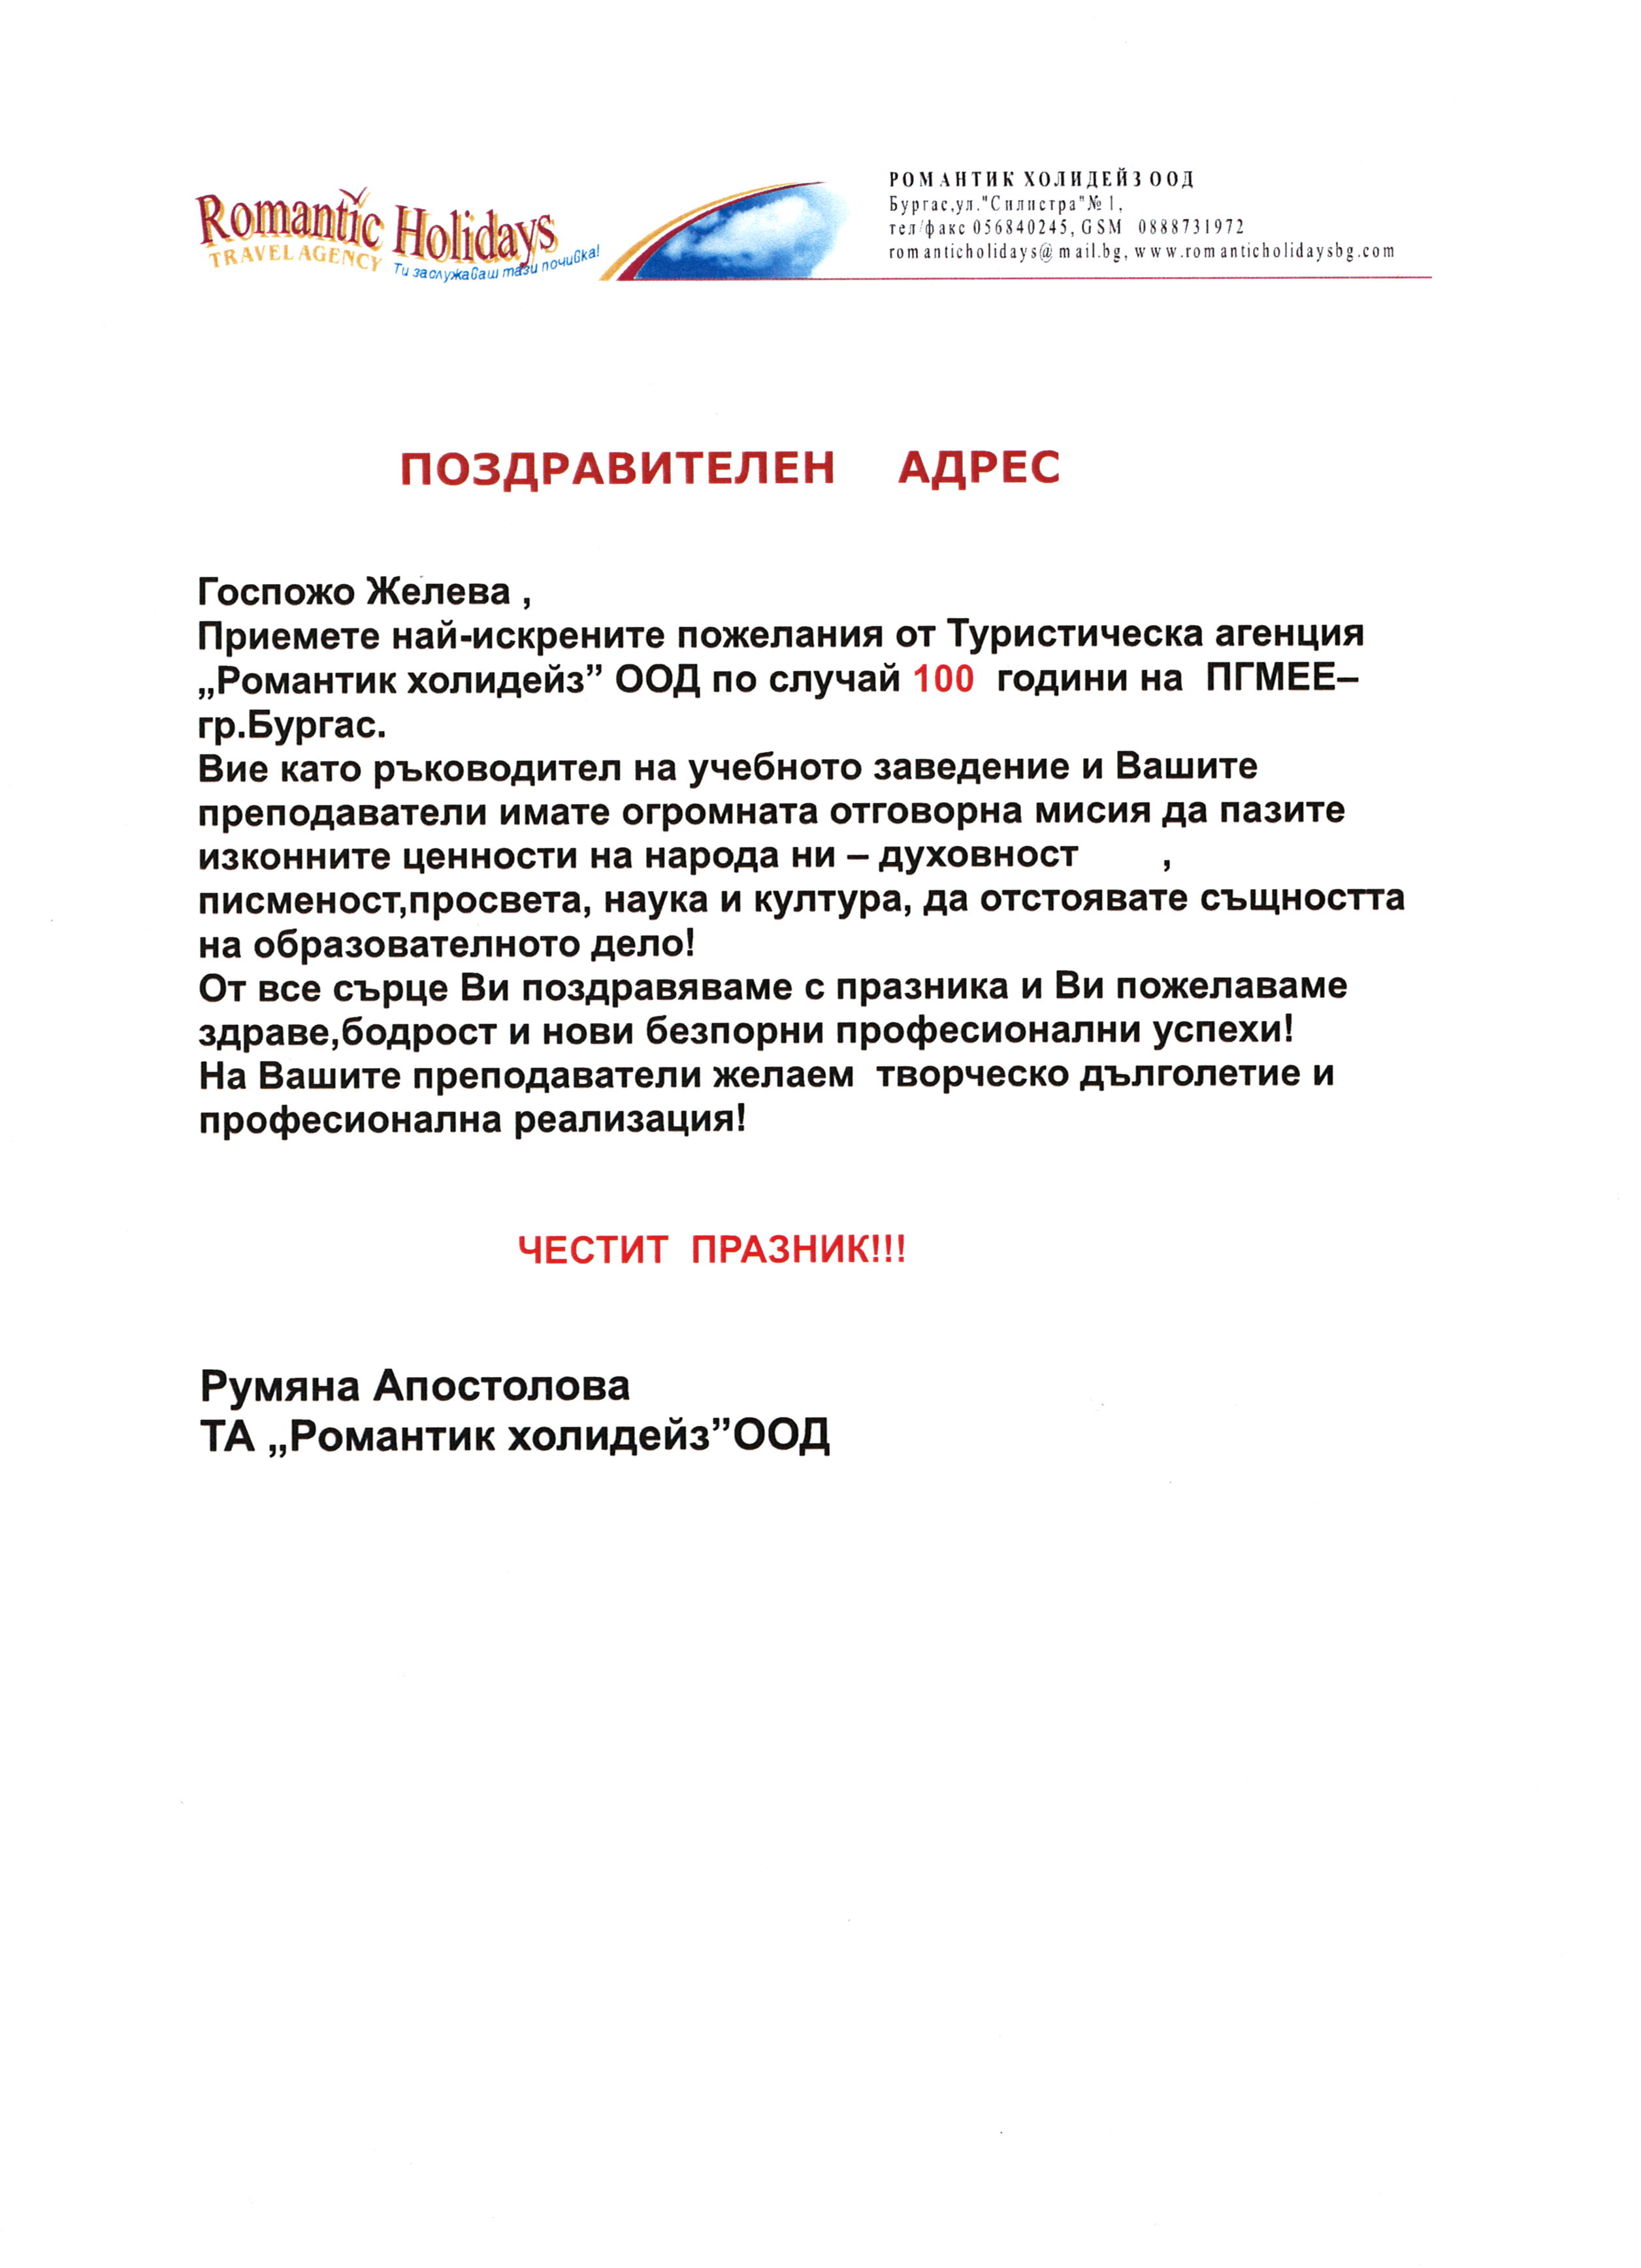 Romantic Holidays
TRAVEL AGENCY
Ти заслужаваш тази почивка!
РОМАНТИК ХОЛИДЕЙЗ ООД
Бургас,ул."Силистра"№ 1,
тел/факс 056840245, GSM 0888731972
romanticholidays@mail.bg, www.romanticholidaysbg.com
ПОЗДРАВИТЕЛЕН АДРЕС
Госпожо Желева ,
Приемете най-искрените пожелания от Туристическа агенция
„Романтик холидейз” ООД по случай 100 години на ПГМЕЕ–
гр.Бургас.
Вие като ръководител на учебното заведение и Вашите
преподаватели имате огромната отговорна мисия да пазите
изконните ценности на народа ни – духовност ,
писменост,просвета, наука и култура, да отстоявате същността
на образователното дело!
От все сърце Ви поздравяваме с празника и Ви пожелаваме
здраве,бодрост и нови безпорни професионални успехи!
На Вашите преподаватели желаем творческо дълголетие и
професионална реализация!
ЧЕСТИТ ПРАЗНИК!!!
Румяна Апостолова
ТА „Романтик холидейз”ООД